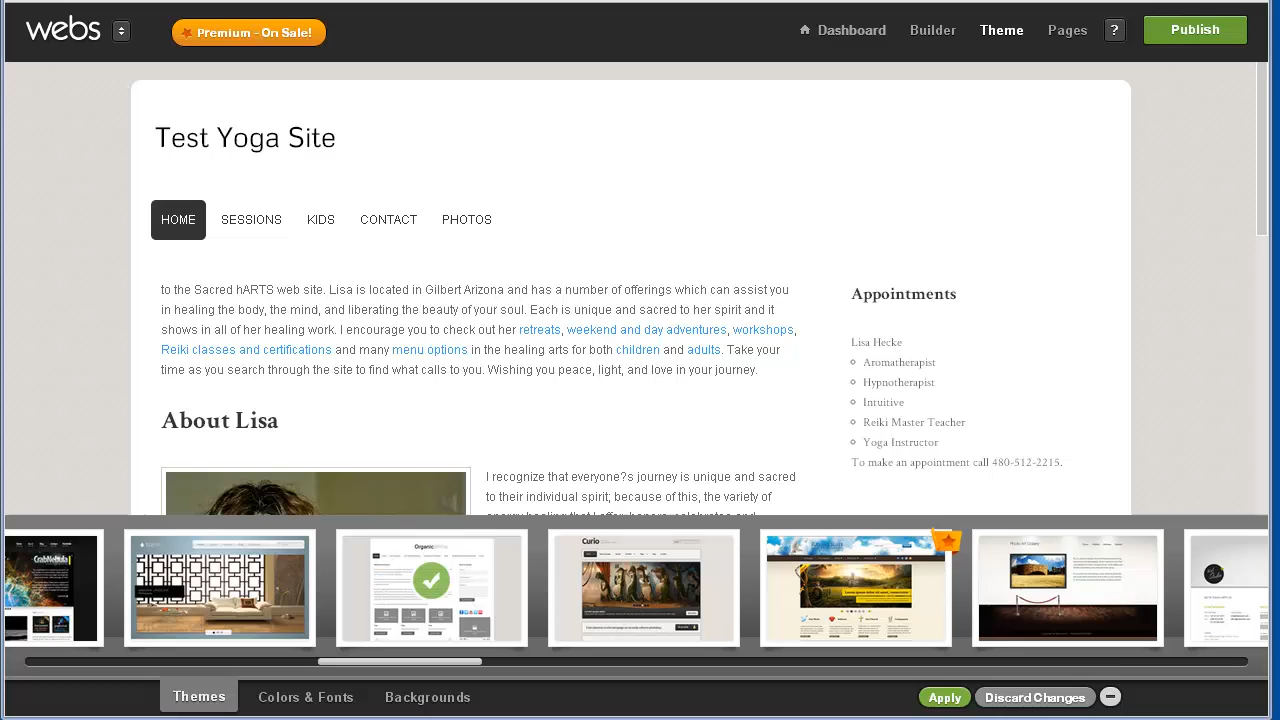 webs
Premium - On Sale!
Dashboard
Builder
Theme
Pages
?
Publish
Test Yoga Site
HOME
SESSIONS
KIDS
CONTACT
PHOTOS
to the Sacred hARTS web site. Lisa is located in Gilbert Arizona and has a number of offerings which can assist you
in healing the body, the mind, and liberating the beauty of your soul. Each is unique and sacred to her spirit and it
shows in all of her healing work. I encourage you to check out her retreats, weekend and day adventures, workshops,
Reiki classes and certifications and many menu options in the healing arts for both children and adults. Take your
time as you search through the site to find what calls to you. Wishing you peace, light, and love in your journey.
Appointments
Lisa Hecke
Aromatherapist
Hypnotherapist
Intuitive
Reiki Master Teacher
Yoga Instructor
To make an appointment call 480-512-2215.
About Lisa
I recognize that everyone?s journey is unique and sacred
to their individual spirit; because of this, the variety of
CrabNebula
Organic
Curio
Photo Art Gallery
Themes
Colors & Fonts
Backgrounds
Apply
Discard Changes